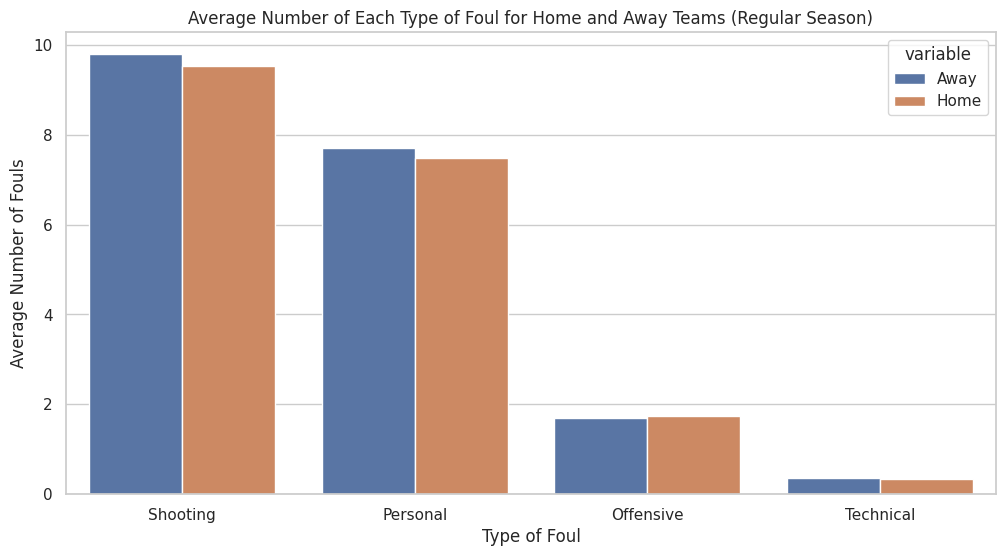 Average Number of Each Type of Foul for Home and Away Teams (Regular Season)
variable
Away
Home
Average Number of Fouls
10
8
6
4
2
0
Shooting
Personal
Offensive
Technical
Type of Foul